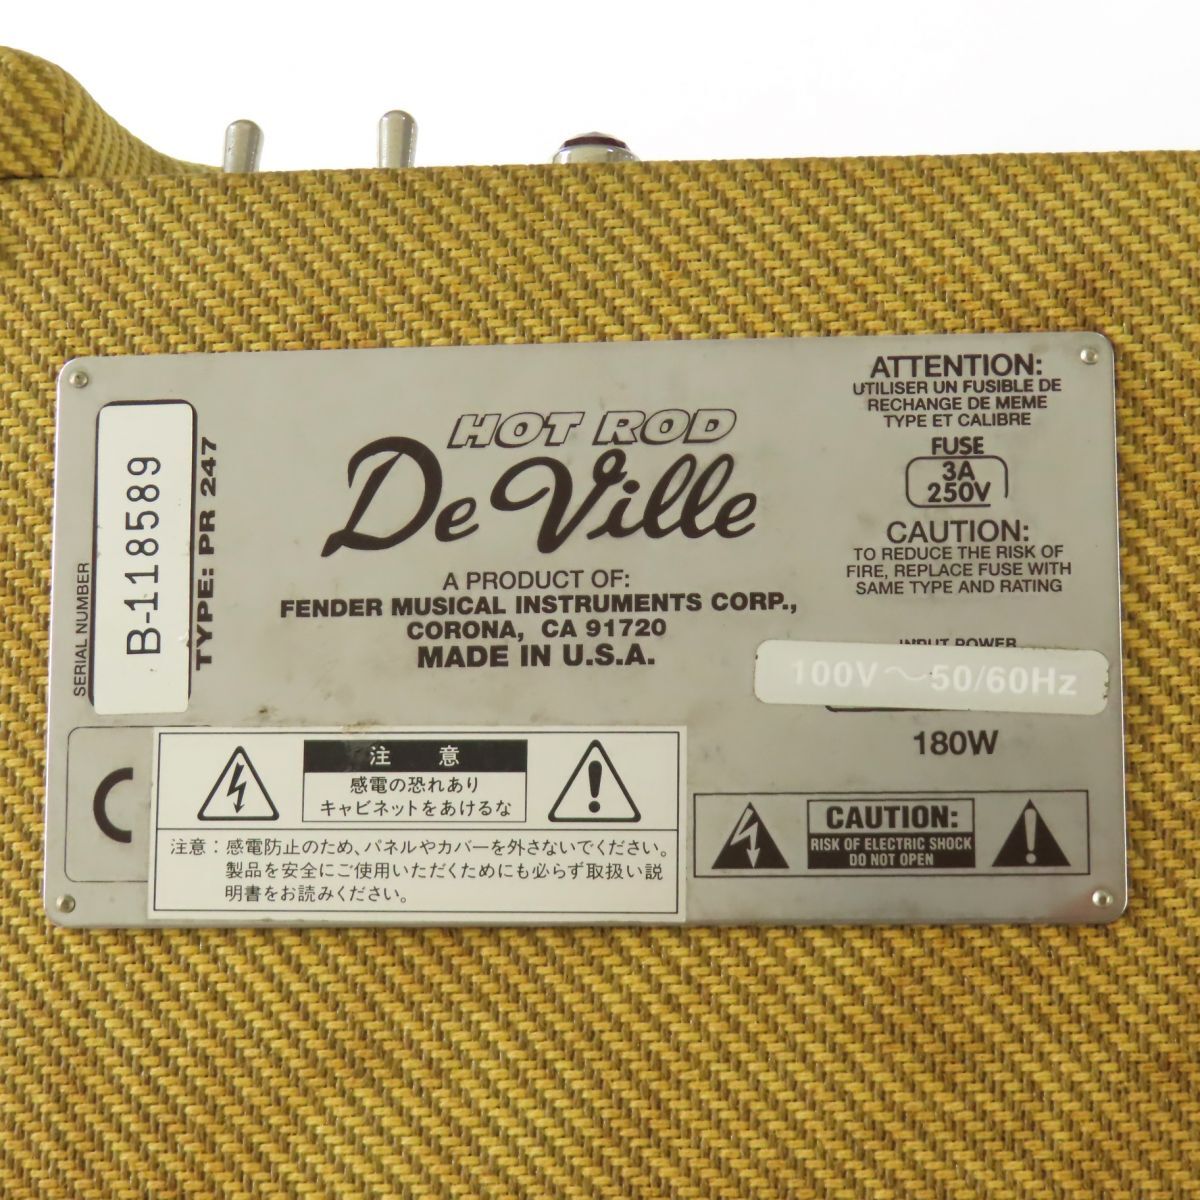 HOT ROD
De Ville
A PRODUCT OF:
FENDER MUSICAL INSTRUMENTS CORP.,
CORONA, CA 91720
MADE IN U.S.A.
SERIAL NUMBER
B-118589
TYPE: PR 247
ATTENTION:
UTILISER UN FUSIBLE DE
RECHANGE DE MEME
TYPE ET CALIBRE
FUSE
3A
250V
CAUTION:
TO REDUCE THE RISK OF
FIRE, REPLACE FUSE WITH
SAME TYPE AND RATING
INPUT POWER
100V～50/60Hz
180W
注 意
感電の恐れあり
キャビネットをあけるな
注意：感電防止のため、パネルやカバーを外さないでください。
製品を安全にご使用いただくためにも必らず取扱い説
明書をお読みください。
CAUTION:
RISK OF ELECTRIC SHOCK
DO NOT OPEN